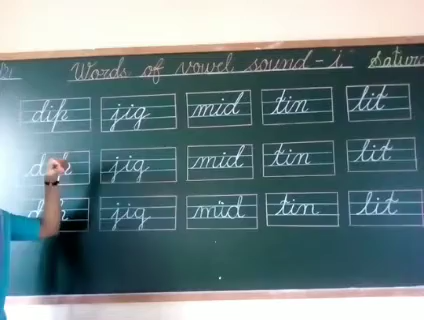 Words of vowel sound - i
dip jig mid tin lit
jig mid tin lit
jig mid tin lit